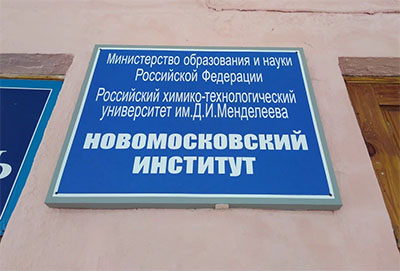 Министерство образования и науки
Российской Федерации
Российский химико-технологический
университет им.Д.И.Менделеева
НОВОМОСКОВСКИЙ
ИНСТИТУТ
Ь